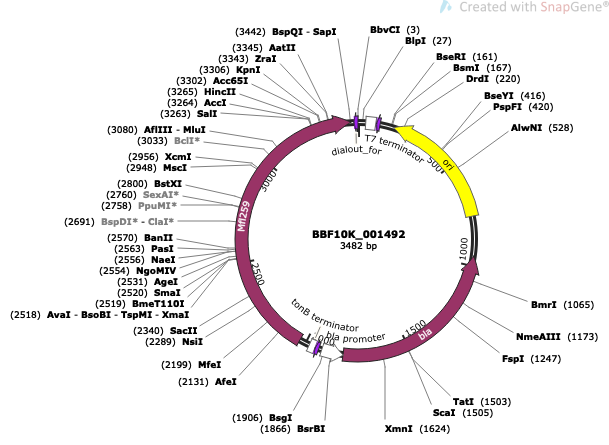 Created with SnapGene®
(3442) BspQI - SapI
(3345) AatII
(3343) ZraI
(3306) KpnI
(3302) Acc65I
(3265) HincII
(3264) AccI
(3263) SalI
(3080) AflIII - MluI
(3033) BclI*
(2956) XcmI
(2948) MscI
(2800) BstXI
(2760) SexAI*
(2758) PpuMI*
(2691) BspDI* - ClaI*
(2570) BanII
(2563) PasI
(2556) NaeI
(2554) NgoMIV
(2531) AgeI
(2520) SmaI
(2519) BmeT110I
(2518) AvaI - BsoBI - TspMI - XmaI
(2340) SacII
(2289) NsiI
(2199) MfeI
(2131) AfeI
(1906) BsgI
(1866) BsrBI
BbvCI (3)
BlpI (27)
BseRI (161)
BsmI (167)
DrdI (220)
BseYI (416)
PspFI (420)
AlwNI (528)
BmrI (1065)
NmeAIII (1173)
FspI (1247)
TatI (1503)
ScaI (1505)
XmnI (1624)
dialout_for
T7 terminator
500
ori
1000
1500
bla
bla promoter
tonB terminator
2500
3000
Mfl259
BBF10K_001492
3482 bp